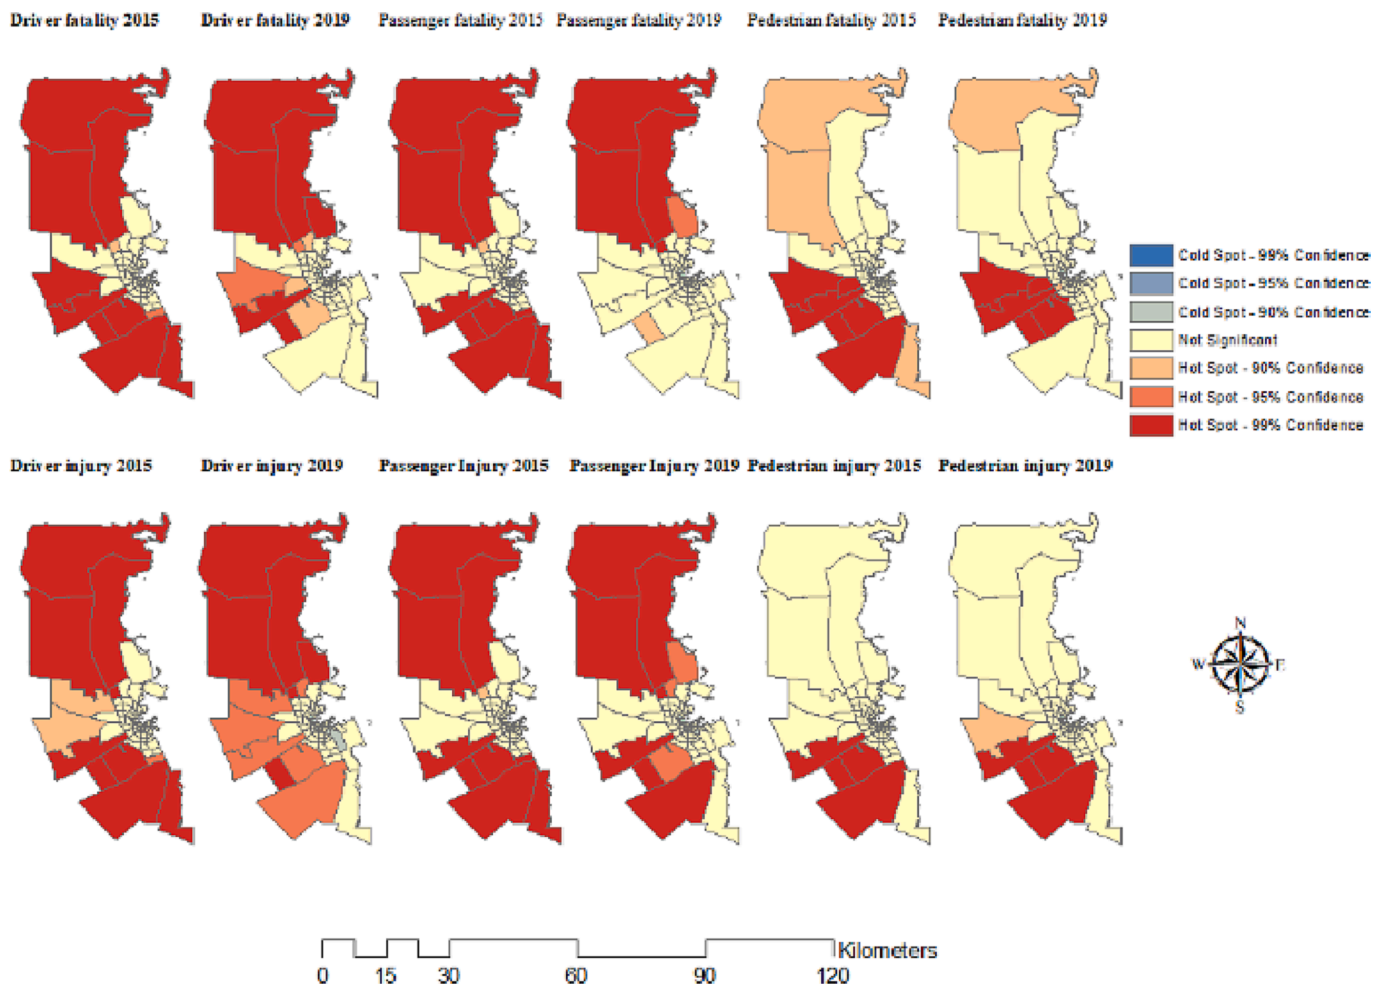 Driver fatality 2015 Driver fatality 2019 Passenger fatality 2015 Passenger fatality 2019 Pedestrian fatality 2015 Pedestrian fatality 2019
Cold Spot - 99% Confidence
Cold Spot - 95% Confidence
Cold Spot - 90% Confidence
Not Significant
Hot Spot - 90% Confidence
Hot Spot - 95% Confidence
Hot Spot - 99% Confidence
Driver injury 2015 Driver injury 2019 Passenger Injury 2015 Passenger Injury 2019 Pedestrian injury 2015 Pedestrian injury 2019
N
W E
S
Kilometers
0 15 30 60 90 120